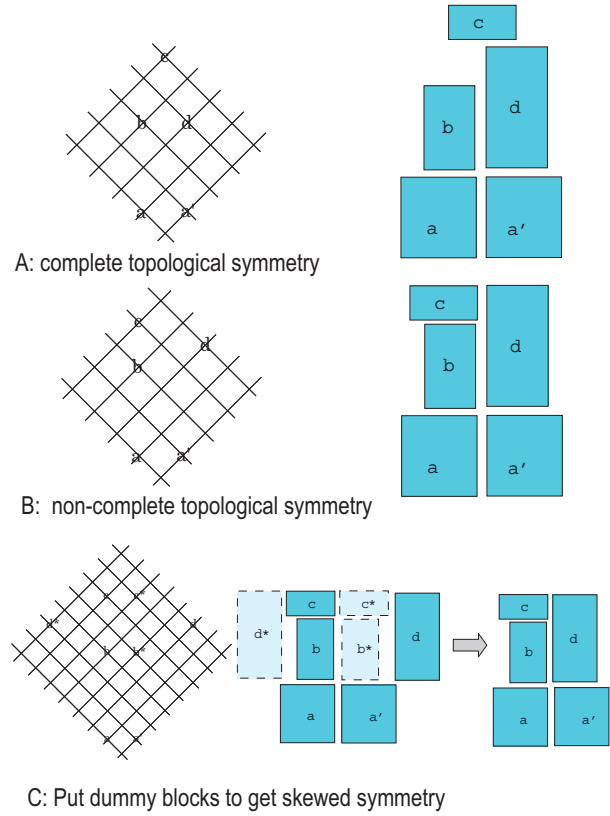 c
b d
a a'
c
b
d
a
a'
A: complete topological symmetry
c
d
b
a a'
c
b
d
a
a'
B: non-complete topological symmetry
c c*
d* d
b b*
a a'
d*
c
c*
b
b*
d
a
a'
c
b
d
a
a'
C: Put dummy blocks to get skewed symmetry